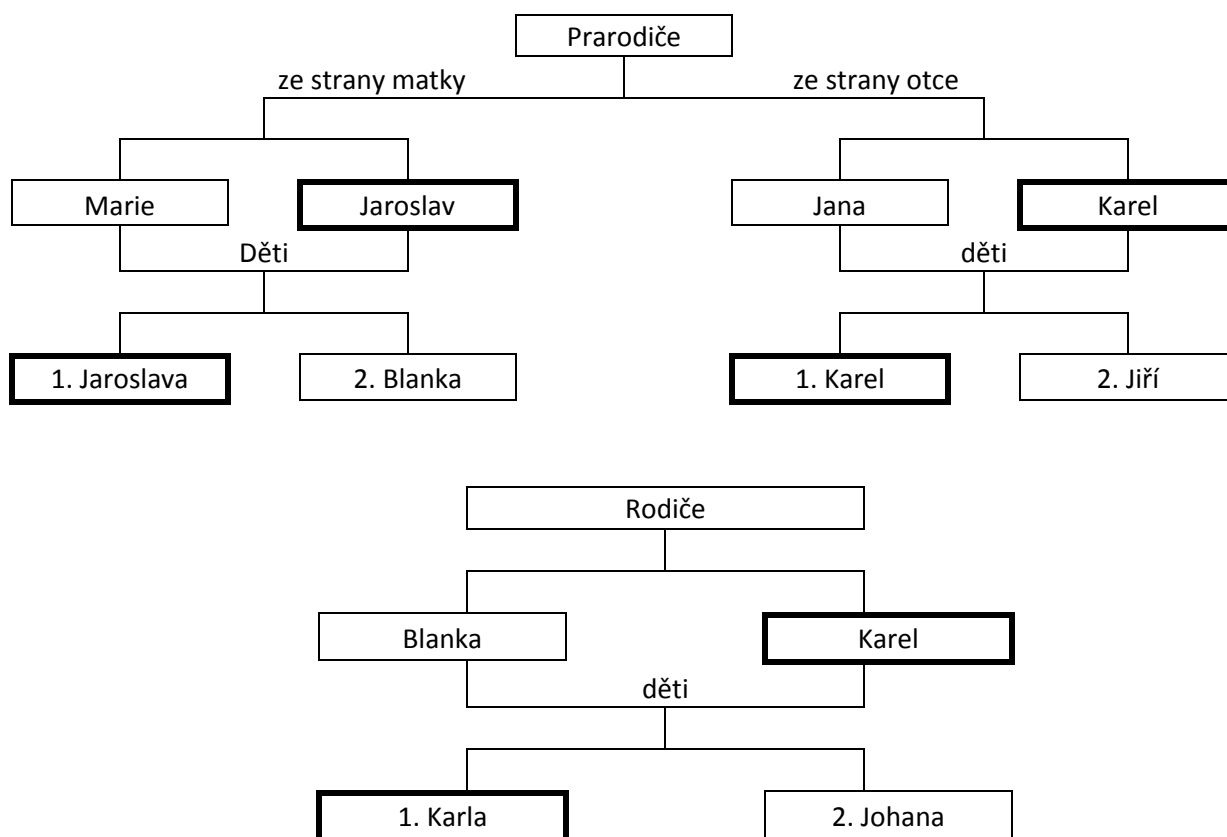 Prarodiče
ze strany matky
ze strany otce
Marie
Jaroslav
Jana
Karel
Děti
děti
1. Jaroslava
2. Blanka
1. Karel
2. Jiří
Rodiče
Blanka
Karel
děti
1. Karla
2. Johana